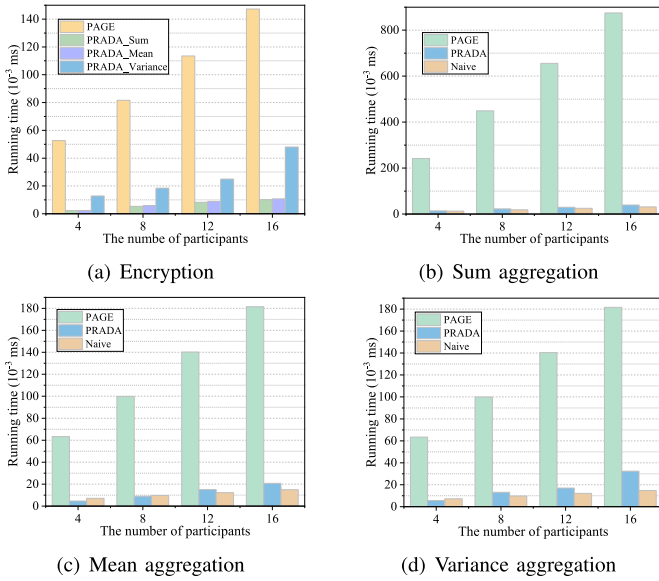 PAGE
PRADA_Sum
PRADA_Mean
PRADA_Variance
Running time (10⁻³ ms)
140
120
100
80
60
40
20
0
4 8 12 16
The numbe of participants
(a) Encryption
PAGE
PRADA
Naive
Running time (10⁻³ ms)
800
600
400
200
0
4 8 12 16
The number of participants
(b) Sum aggregation
PAGE
PRADA
Naive
Running time (10⁻³ ms)
180
160
140
120
100
80
60
40
20
0
4 8 12 16
The number of participants
(c) Mean aggregation
PAGE
PRADA
Naive
Running time (10⁻³ ms)
180
160
140
120
100
80
60
40
20
0
4 8 12 16
The number of participants
(d) Variance aggregation